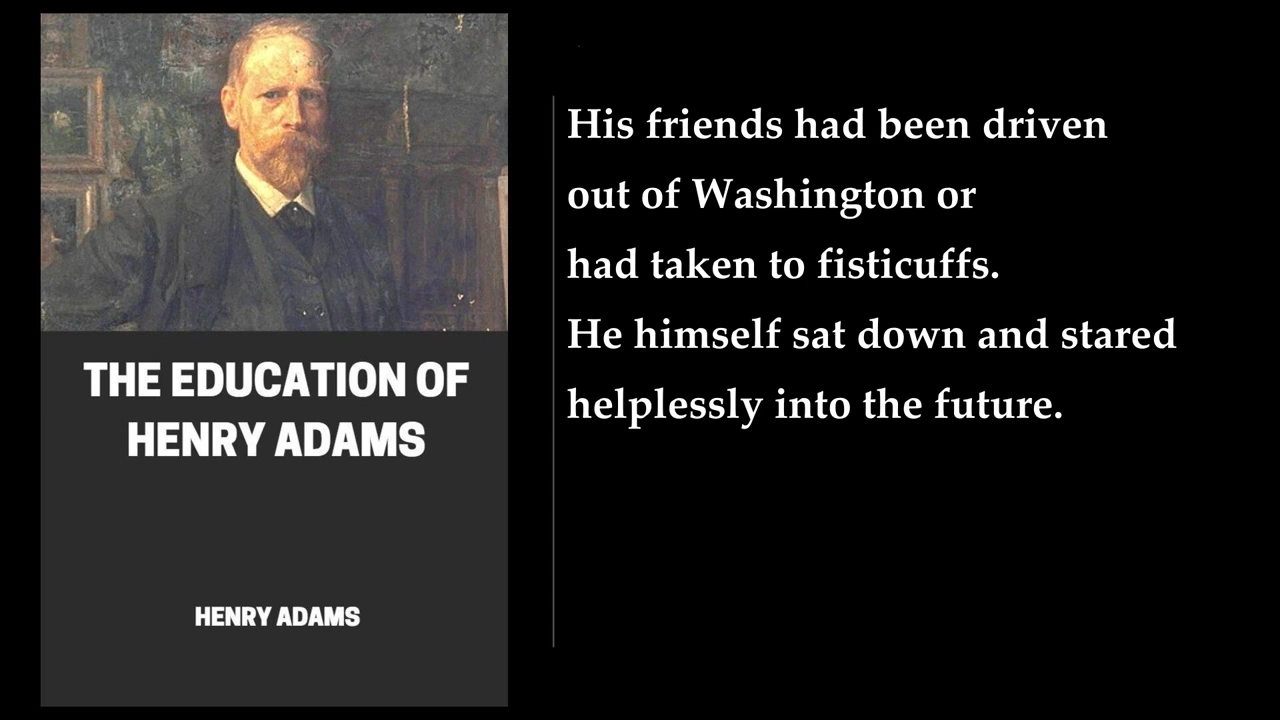 THE EDUCATION OF
HENRY ADAMS
HENRY ADAMS
His friends had been driven
out of Washington or
had taken to fisticuffs.
He himself sat down and stared
helplessly into the future.